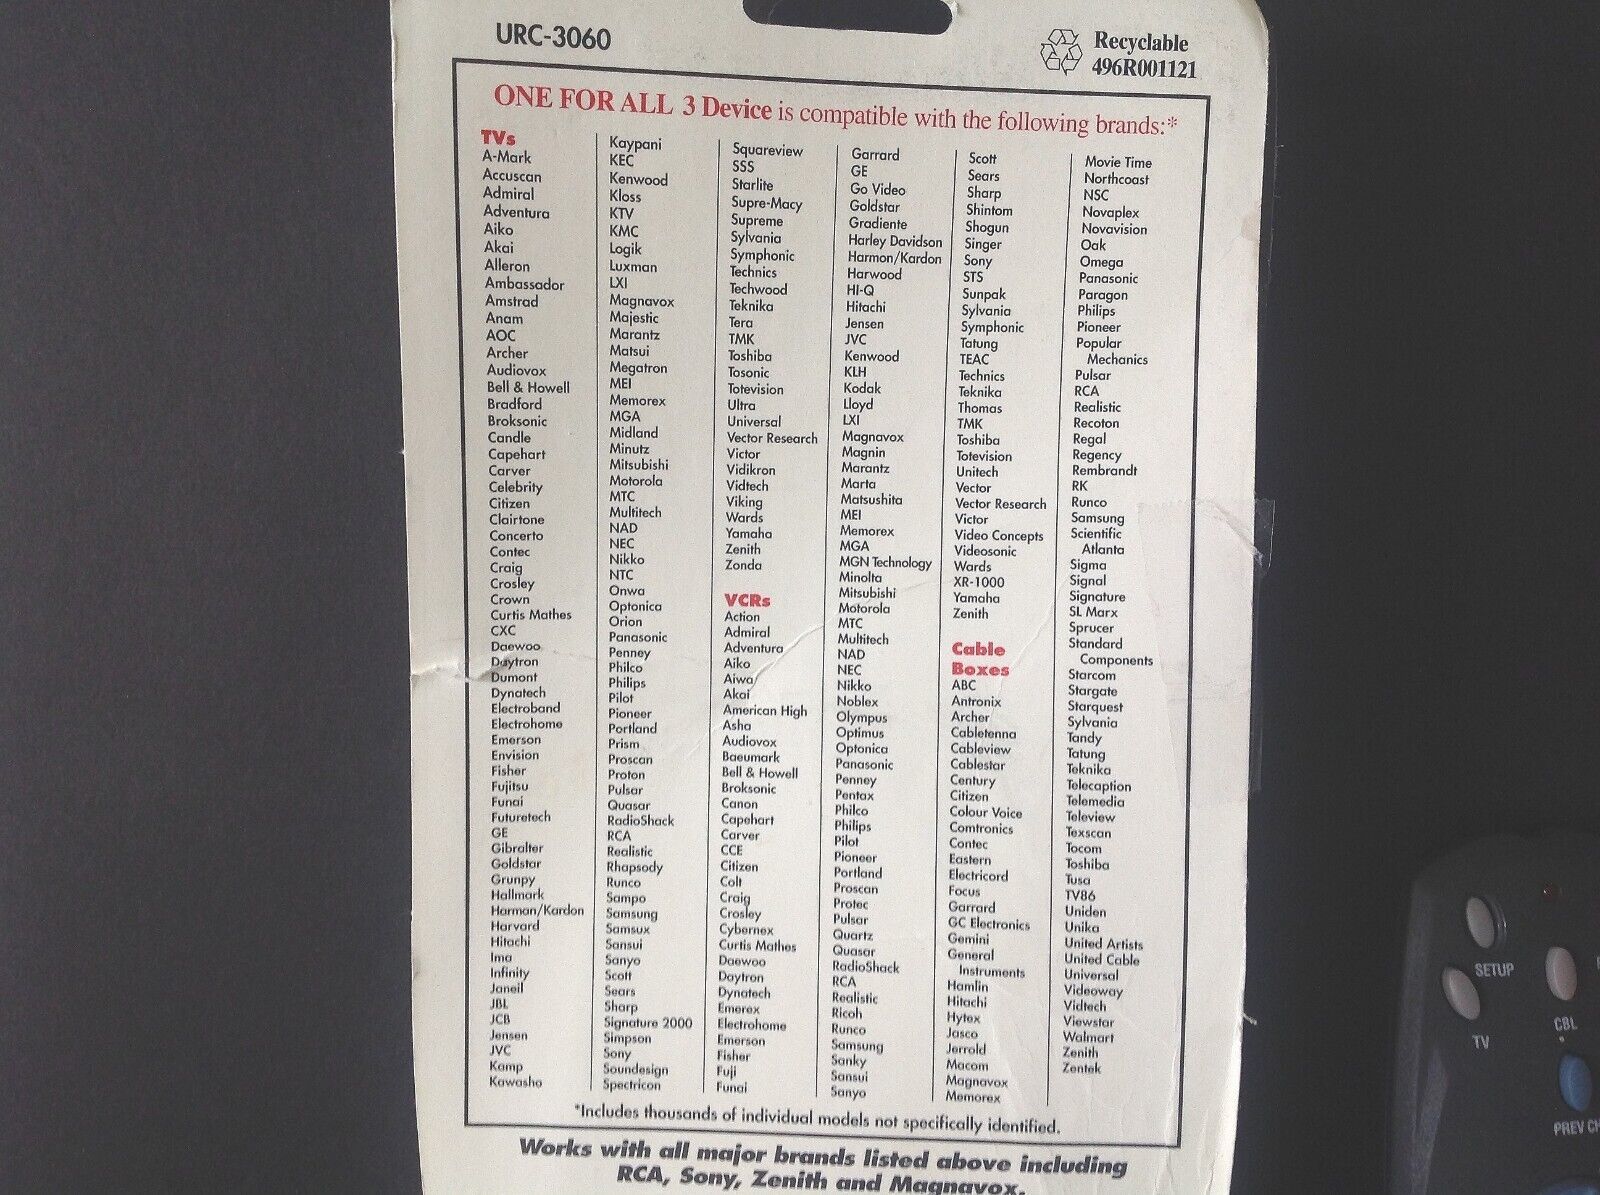 URC-3060
Recyclable
496R001121
ONE FOR ALL 3 Device is compatible with the following brands:*
TVs
A-Mark
Accuscan
Admiral
Adventura
Aiko
Akai
Alleron
Ambassador
Amstrad
Anam
AOC
Archer
Audiovox
Bell & Howell
Bradford
Broksonic
Candle
Capehart
Carver
Celebrity
Citizen
Clairtone
Concerto
Contec
Craig
Crosley
Crown
Curtis Mathes
CXC
Daewoo
Daytron
Dumont
Dynatech
Electroband
Electrohome
Emerson
Envision
Fisher
Fujitsu
Funai
Futuretech
GE
Gibralter
Goldstar
Grunpy
Hallmark
Harman/Kardon
Harvard
Hitachi
Ima
Infinity
Janeil
JBL
JCB
Jensen
JVC
Kamp
Kawasho
Kaypani
KEC
Kenwood
Kloss
KTV
KMC
Logik
Luxman
LXI
Magnavox
Majestic
Marantz
Matsui
Megatron
MEI
Memorex
MGA
Midland
Minutz
Mitsubishi
Motorola
MTC
Multitech
NAD
NEC
Nikko
NTC
Onwa
Optonica
Orion
Panasonic
Penney
Philco
Philips
Pilot
Pioneer
Portland
Prism
Proscan
Proton
Pulsar
Quasar
RadioShack
RCA
Realistic
Rhapsody
Runco
Sampo
Samsung
Samsux
Sansui
Sanyo
Scott
Sears
Sharp
Signature 2000
Simpson
Sony
Soundesign
Spectricon
Squareview
SSS
Starlite
Supre-Macy
Supreme
Sylvania
Symphonic
Technics
Techwood
Teknika
Tera
TMK
Toshiba
Tosonic
Totevision
Ultra
Universal
Vector Research
Victor
Vidikron
Vidtech
Viking
Wards
Yamaha
Zenith
Zonda
VCRs
Action
Admiral
Adventura
Aiko
Aiwa
Akai
American High
Asha
Audiovox
Baeumark
Bell & Howell
Broksonic
Canon
Capehart
Carver
CCE
Citizen
Colt
Craig
Crosley
Cybernex
Curtis Mathes
Daewoo
Daytron
Dynatech
Emerex
Electrohome
Emerson
Fisher
Fuji
Funai
Garrard
GE
Go Video
Goldstar
Gradiente
Harley Davidson
Harmon/Kardon
Harwood
HI-Q
Hitachi
Jensen
JVC
Kenwood
KLH
Kodak
Lloyd
LXI
Magnavox
Magnin
Marantz
Marta
Matsushita
MEI
Memorex
MGA
MGN Technology
Minolta
Mitsubishi
Motorola
MTC
Multitech
NAD
NEC
Nikko
Noblex
Olympus
Optimus
Optonica
Panasonic
Penney
Pentax
Philco
Philips
Pilot
Pioneer
Portland
Proscan
Protec
Pulsar
Quartz
Quasar
RadioShack
RCA
Realistic
Ricoh
Runco
Samsung
Sanky
Sansui
Sanyo
Scott
Sears
Sharp
Shintom
Shogun
Singer
Sony
STS
Sunpak
Sylvania
Symphonic
Tatung
TEAC
Technics
Teknika
Thomas
TMK
Toshiba
Totevision
Unitech
Vector
Vector Research
Victor
Video Concepts
Videosonic
Wards
XR-1000
Yamaha
Zenith
Cable
Boxes
ABC
Antronix
Archer
Cabletenna
Cableview
Cablestar
Century
Citizen
Colour Voice
Comtronics
Contec
Eastern
Electricord
Focus
Garrard
GC Electronics
Gemini
General
Instruments
Hamlin
Hitachi
Hytex
Jasco
Jerrold
Macom
Magnavox
Memorex
Movie Time
Northcoast
NSC
Novaplex
Novavision
Oak
Omega
Panasonic
Paragon
Philips
Pioneer
Popular
Mechanics
Pulsar
RCA
Realistic
Recoton
Regal
Regency
Rembrandt
RK
Runco
Samsung
Scientific
Atlanta
Sigma
Signal
Signature
SL Marx
Sprucer
Standard
Components
Starcom
Stargate
Starquest
Sylvania
Tandy
Tatung
Teknika
Telecaption
Telemedia
Teleview
Texscan
Tocom
Toshiba
Tusa
TV86
Uniden
Unika
United Artists
United Cable
Universal
Videoway
Vidtech
Viewstar
Walmart
Zenith
Zentek
*Includes thousands of individual models not specifically identified.
Works with all major brands listed above including
RCA, Sony, Zenith and Magnavox.
SETUP
TV
CBL
PREV CH